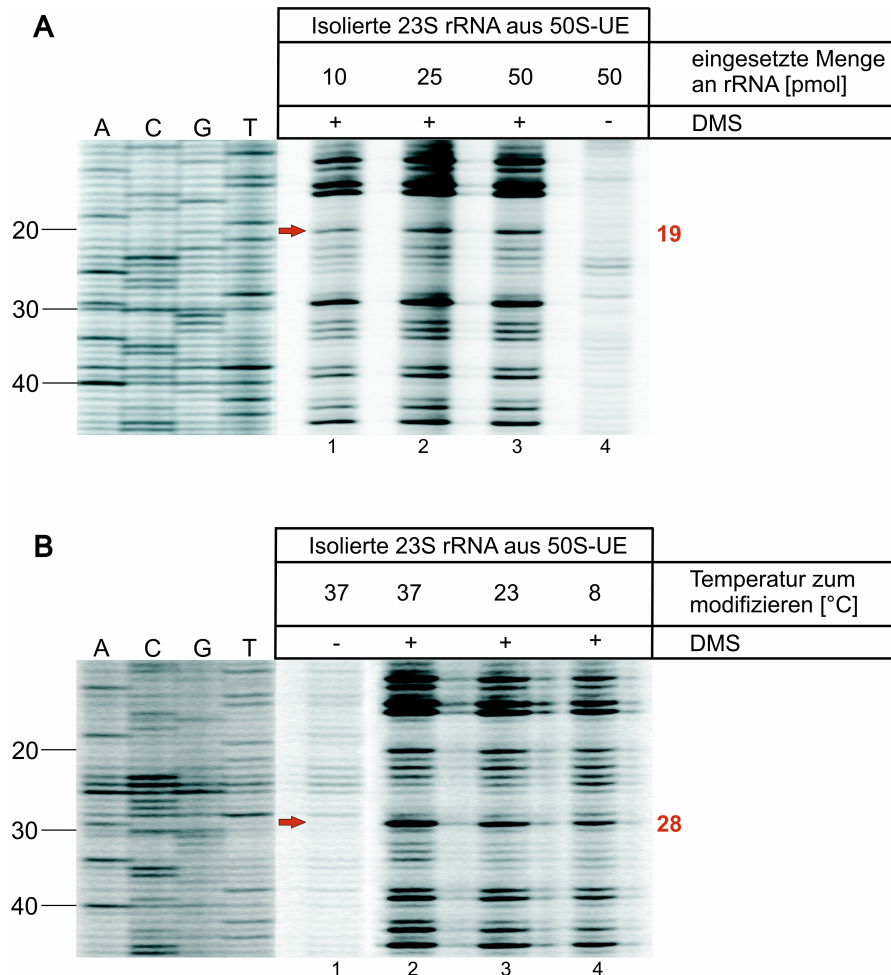 A
Isolierte 23S rRNA aus 50S-UE
10 25 50 50 eingesetzte Menge an rRNA [pmol]
A C G T + + + - DMS
20 19
30
40
1 2 3 4
B
Isolierte 23S rRNA aus 50S-UE
37 37 23 8 Temperatur zum modifizieren [°C]
A C G T - + + + DMS
20
30 28
40
1 2 3 4